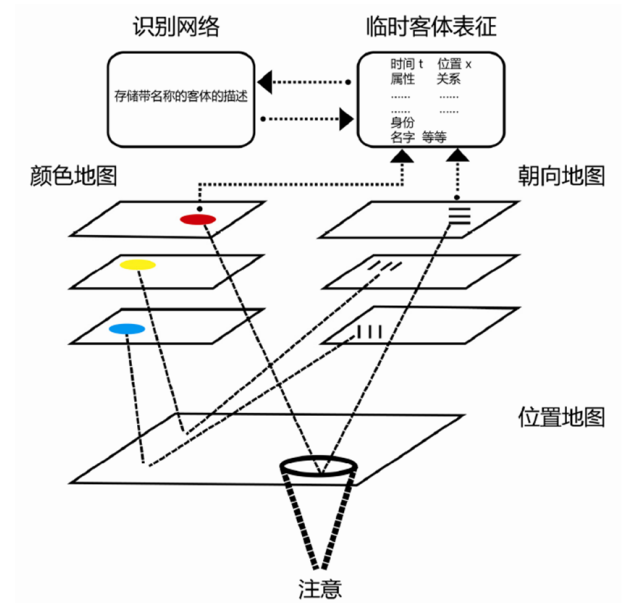 识别网络
临时客体表征
存储带名称的客体的描述
时间 t 位置 x
属性 关系
...... ......
...... ......
身份
名字 等等
颜色地图
朝向地图
位置地图
注意